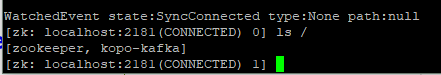 WatchedEvent state:SyncConnected type:None path:null
[zk: localhost:2181(CONNECTED) 0] ls /
[zookeeper, kopo-kafka]
[zk: localhost:2181(CONNECTED) 1]